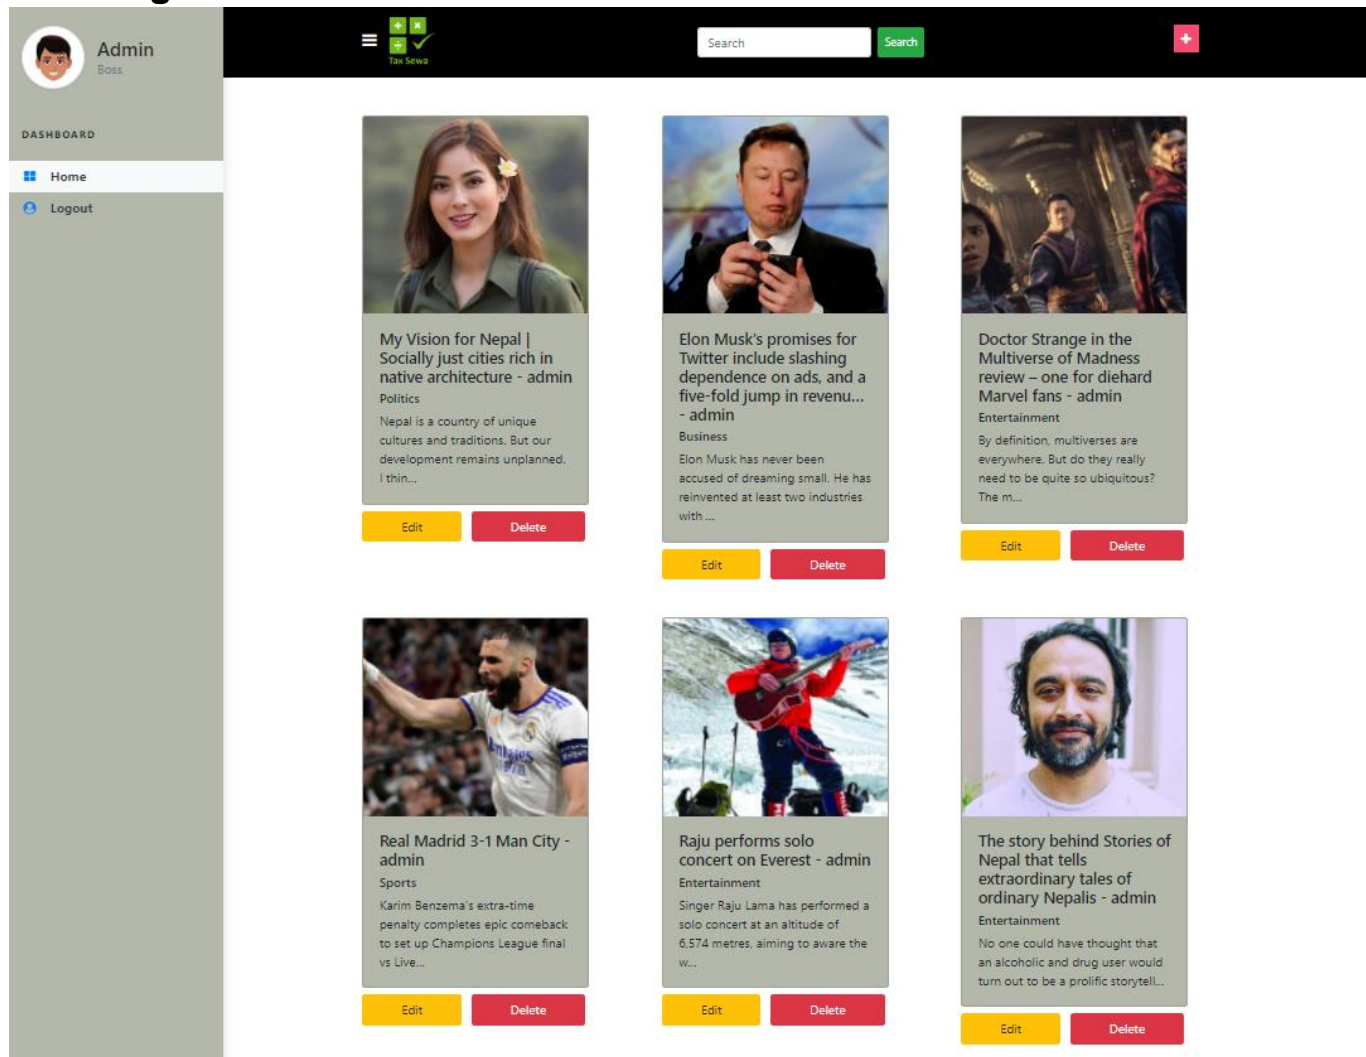 Admin
Boss
DASHBOARD
Home
Logout
Tax Sewa
Search
Search
My Vision for Nepal |
Socially just cities rich in
native architecture - admin
Politics
Nepal is a country of unique
cultures and traditions. But our
development remains unplanned.
I thin...
Edit
Delete
Elon Musk's promises for
Twitter include slashing
dependence on ads, and a
five-fold jump in revenu...
- admin
Business
Elon Musk has never been
accused of dreaming small. He has
reinvented at least two industries
with ...
Edit
Delete
Doctor Strange in the
Multiverse of Madness
review – one for diehard
Marvel fans - admin
Entertainment
By definition, multiverses are
everywhere. But do they really
need to be quite so ubiquitous?
The m...
Edit
Delete
Real Madrid 3-1 Man City -
admin
Sports
Karim Benzema's extra-time
penalty completes epic comeback
to set up Champions League final
vs Live...
Edit
Delete
Raju performs solo
concert on Everest - admin
Entertainment
Singer Raju Lama has performed a
solo concert at an altitude of
6,574 metres, aiming to aware the
w...
Edit
Delete
The story behind Stories of
Nepal that tells
extraordinary tales of
ordinary Nepalis - admin
Entertainment
No one could have thought that
an alcoholic and drug user would
turn out to be a prolific storytell...
Edit
Delete